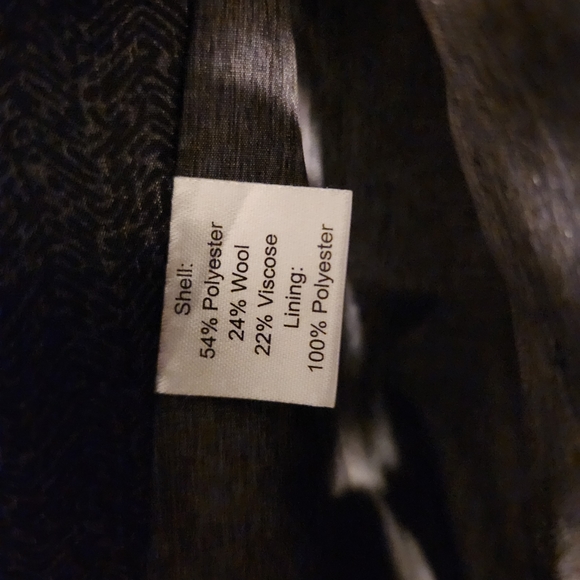 Shell:
54% Polyester
24% Wool
22% Viscose
Lining:
100% Polyester